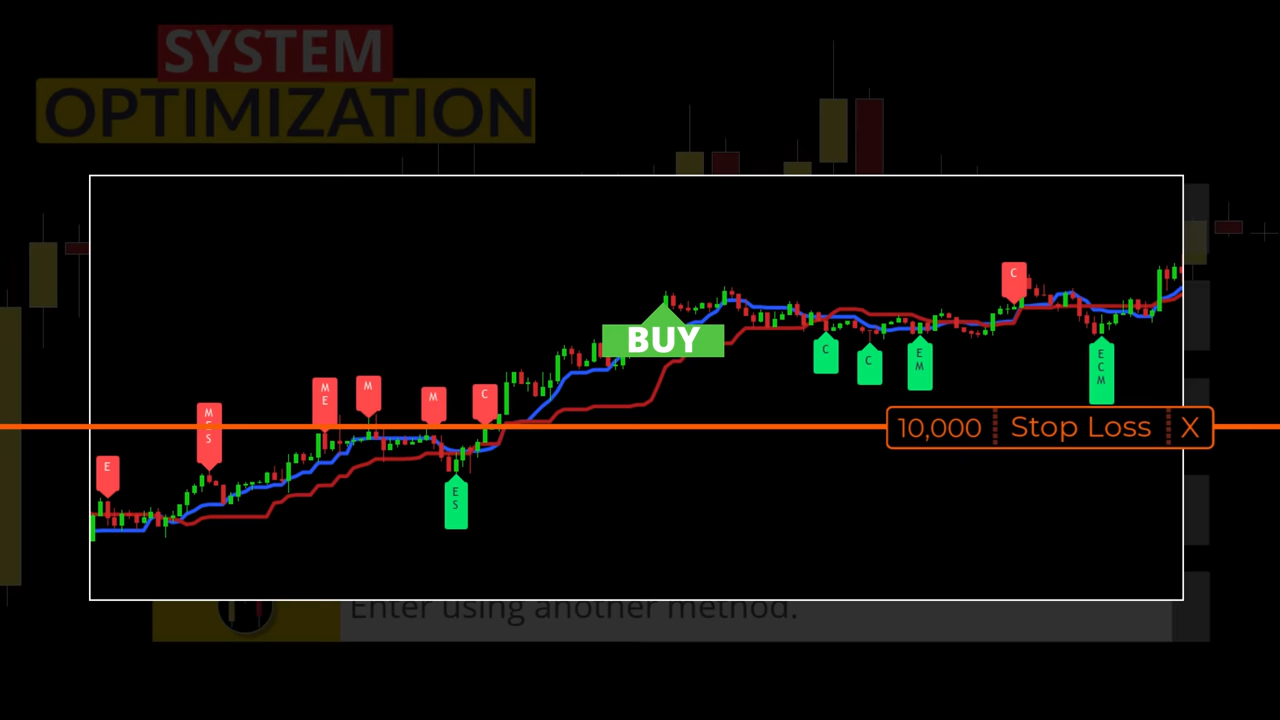 SYSTEM
OPTIMIZATION
C
BUY
C
C
E
M
E
C
M
M
E
M
M
C
M
E
S
10,000 Stop Loss X
E
E
S
Enter using another method.